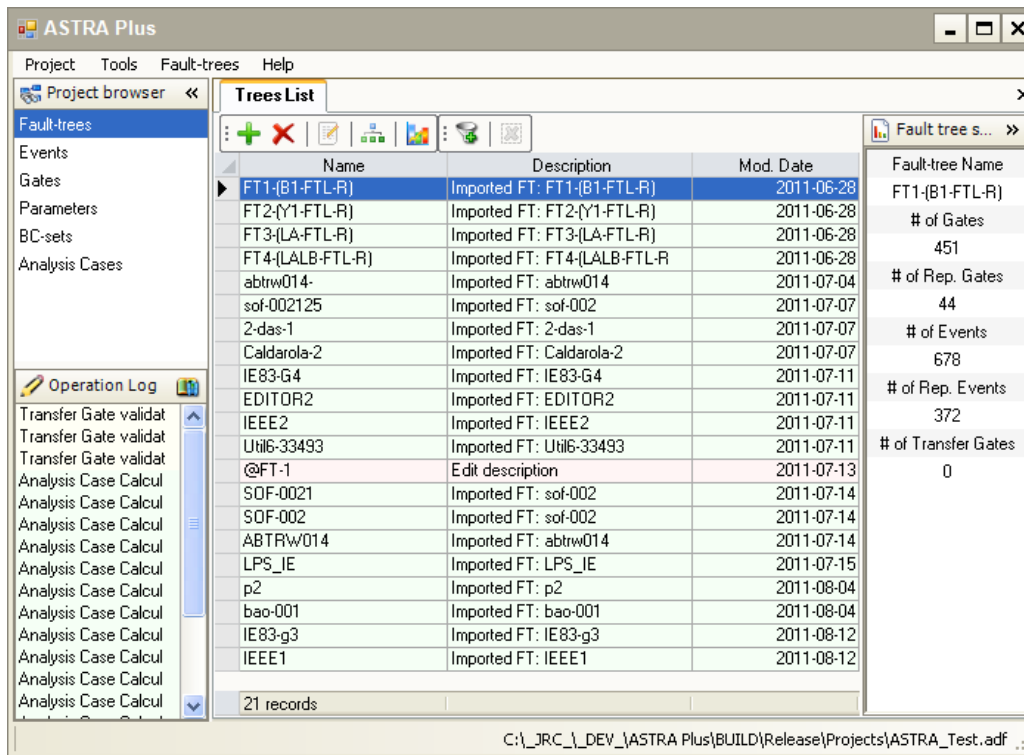 ASTRA Plus
Project Tools Fault-trees Help
Project browser «
Fault-trees
Events
Gates
Parameters
BC-sets
Analysis Cases
Operation Log
Transfer Gate validat
Transfer Gate validat
Transfer Gate validat
Analysis Case Calcul
Analysis Case Calcul
Analysis Case Calcul
Analysis Case Calcul
Analysis Case Calcul
Analysis Case Calcul
Analysis Case Calcul
Analysis Case Calcul
Analysis Case Calcul
Analysis Case Calcul
Analysis Case Calcul
Trees List
Name Description Mod. Date
FT1-(B1-FTL-R) Imported FT: FT1-(B1-FTL-R) 2011-06-28
FT2-(Y1-FTL-R) Imported FT: FT2-(Y1-FTL-R) 2011-06-28
FT3-(LA-FTL-R) Imported FT: FT3-(LA-FTL-R) 2011-06-28
FT4-(LALB-FTL-R) Imported FT: FT4-(LALB-FTL-R 2011-06-28
abtrw014- Imported FT: abtrw014 2011-07-04
sof-002125 Imported FT: sof-002 2011-07-07
2-das-1 Imported FT: 2-das-1 2011-07-07
Caldarola-2 Imported FT: Caldarola-2 2011-07-07
IE83-G4 Imported FT: IE83-G4 2011-07-11
EDITOR2 Imported FT: EDITOR2 2011-07-11
IEEE2 Imported FT: IEEE2 2011-07-11
Util6-33493 Imported FT: Util6-33493 2011-07-11
@FT-1 Edit description 2011-07-13
SOF-0021 Imported FT: sof-002 2011-07-14
SOF-002 Imported FT: sof-002 2011-07-14
ABTRW014 Imported FT: abtrw014 2011-07-14
LPS_IE Imported FT: LPS_IE 2011-07-15
p2 Imported FT: p2 2011-08-04
bao-001 Imported FT: bao-001 2011-08-04
IE83-g3 Imported FT: IE83-g3 2011-08-12
IEEE1 Imported FT: IEEE1 2011-08-12
21 records
Fault tree s... »
Fault-tree Name
FT1-(B1-FTL-R)
# of Gates
451
# of Rep. Gates
44
# of Events
678
# of Rep. Events
372
# of Transfer Gates
0
C:\_JRC_\_DEV_\ASTRA Plus\BUILD\Release\Projects\ASTRA_Test.adf